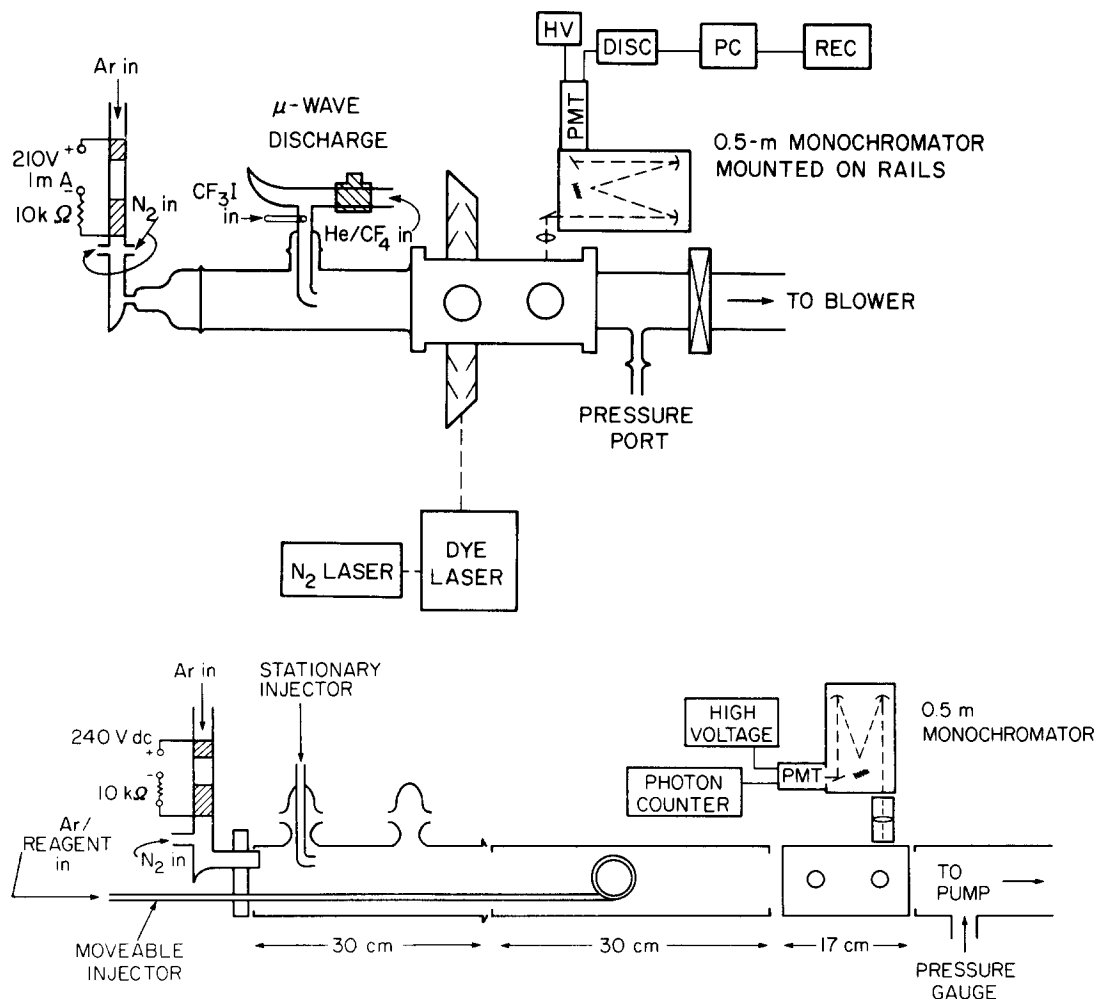 HV
DISC
PC
REC
Ar in
PMT
μ-WAVE
DISCHARGE
0.5-m MONOCHROMATOR
MOUNTED ON RAILS
210V +
1mA -
10k Ω
N₂ in
CF₃I
in
He/CF₄ in
TO BLOWER
PRESSURE
PORT
DYE
LASER
N₂ LASER
Ar in
STATIONARY
INJECTOR
240 V dc
+
-
10 kΩ
HIGH
VOLTAGE
0.5 m
MONOCHROMATOR
PMT
PHOTON
COUNTER
Ar/
REAGENT
in
N₂ in
TO
PUMP
MOVEABLE
INJECTOR
30 cm
30 cm
17 cm
PRESSURE
GAUGE